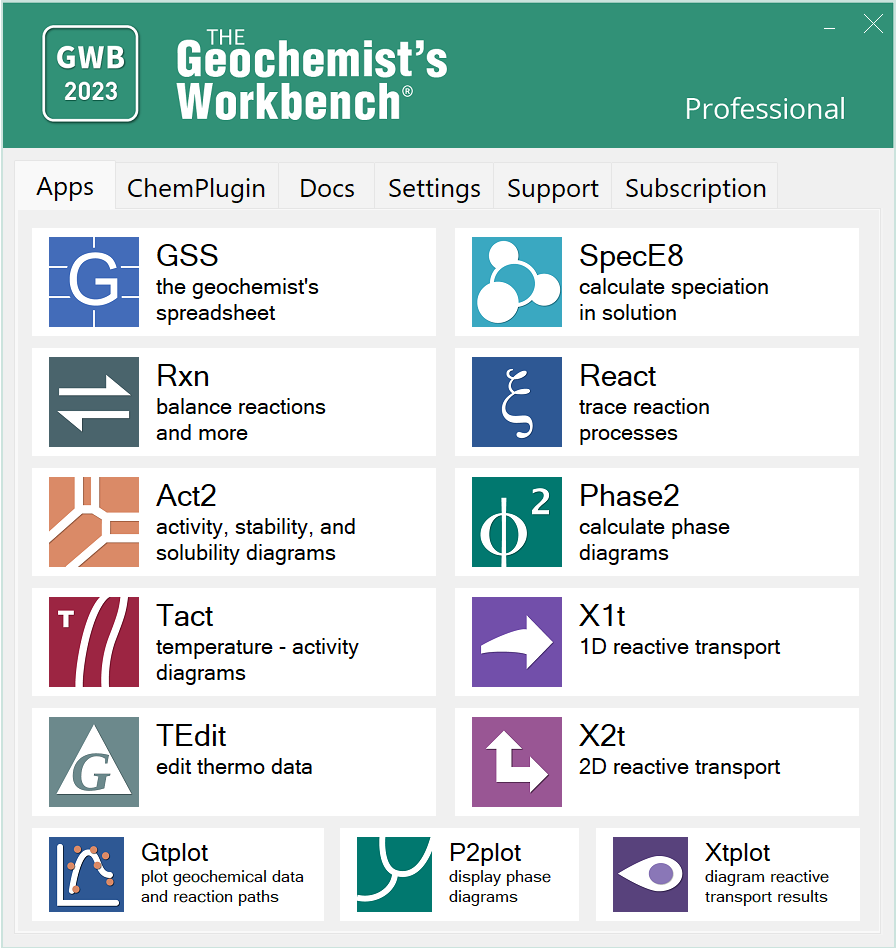 GWB
2023
THE
Geochemist's
Workbench®
Professional
Apps ChemPlugin Docs Settings Support Subscription
G
GSS
the geochemist's
spreadsheet
SpecE8
calculate speciation
in solution
Rxn
balance reactions
and more
ξ
React
trace reaction
processes
Act2
activity, stability, and
solubility diagrams
ϕ2
Phase2
calculate phase
diagrams
T
Tact
temperature - activity
diagrams
X1t
1D reactive transport
G
TEdit
edit thermo data
X2t
2D reactive transport
Gtplot
plot geochemical data
and reaction paths
P2plot
display phase
diagrams
Xtplot
diagram reactive
transport results